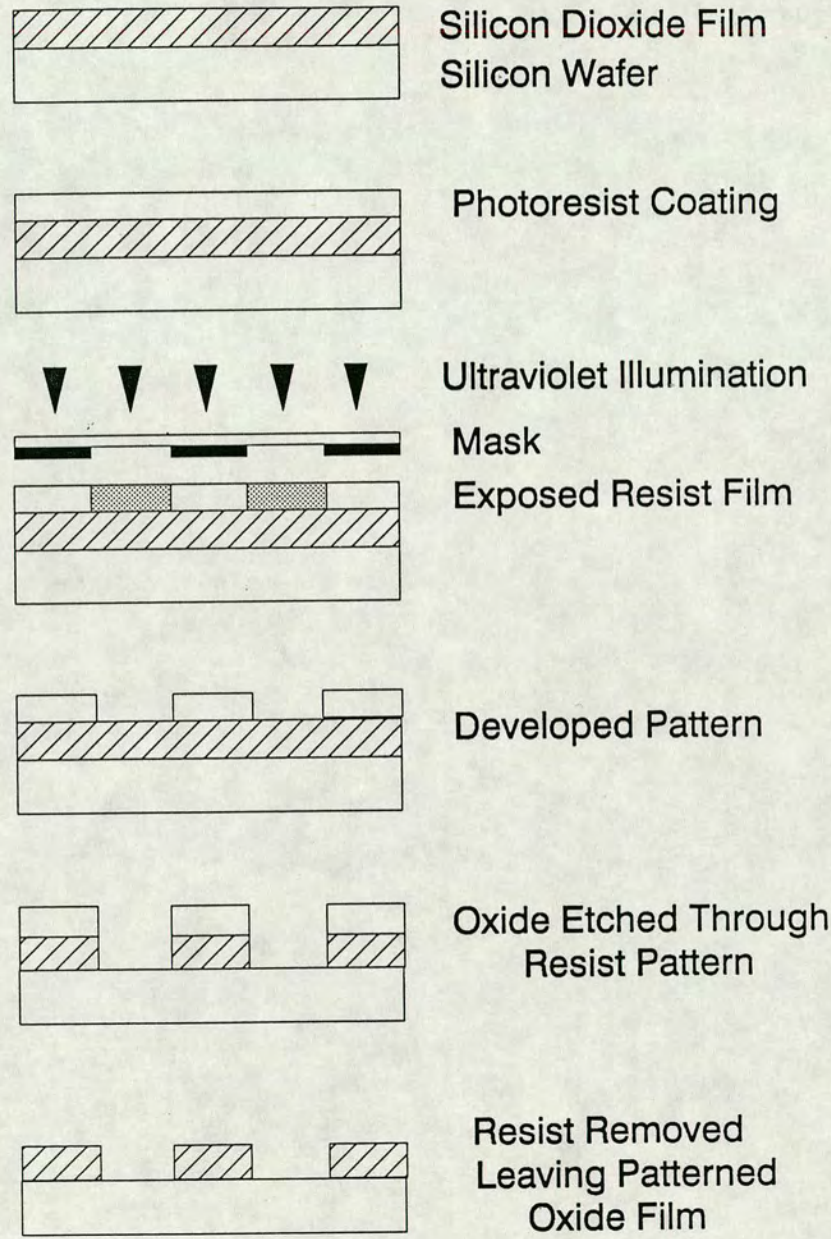 Silicon Dioxide Film
Silicon Wafer
Photoresist Coating
Ultraviolet Illumination
Mask
Exposed Resist Film
Developed Pattern
Oxide Etched Through
Resist Pattern
Resist Removed
Leaving Patterned
Oxide Film